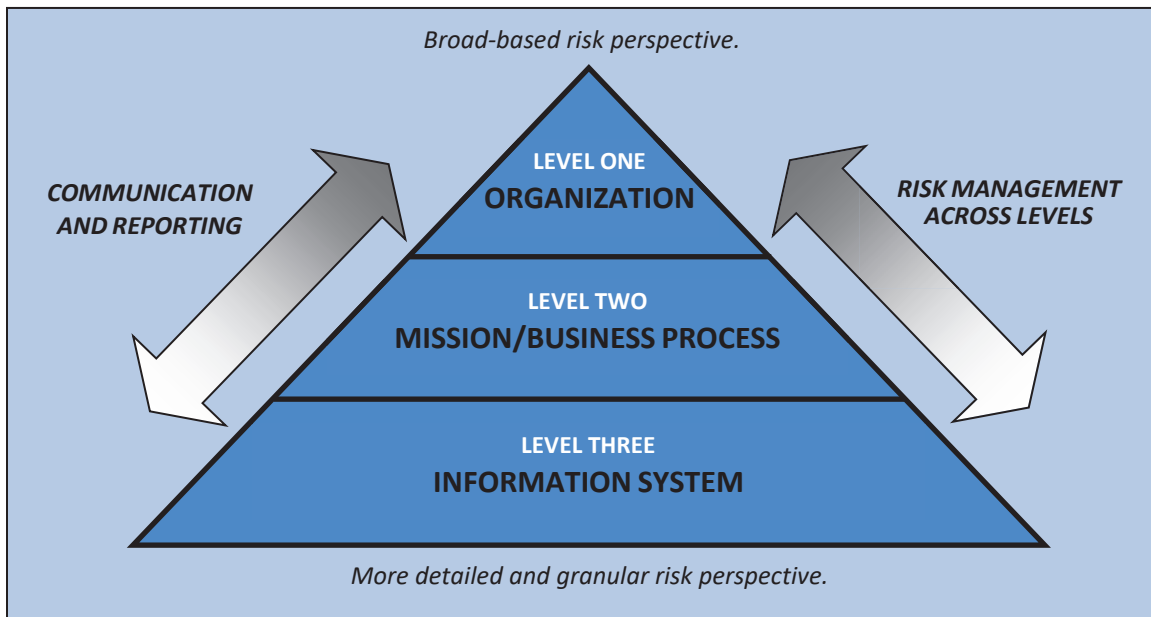 Broad-based risk perspective.
COMMUNICATION
AND REPORTING
LEVEL ONE
ORGANIZATION
RISK MANAGEMENT
ACROSS LEVELS
LEVEL TWO
MISSION/BUSINESS PROCESS
LEVEL THREE
INFORMATION SYSTEM
More detailed and granular risk perspective.